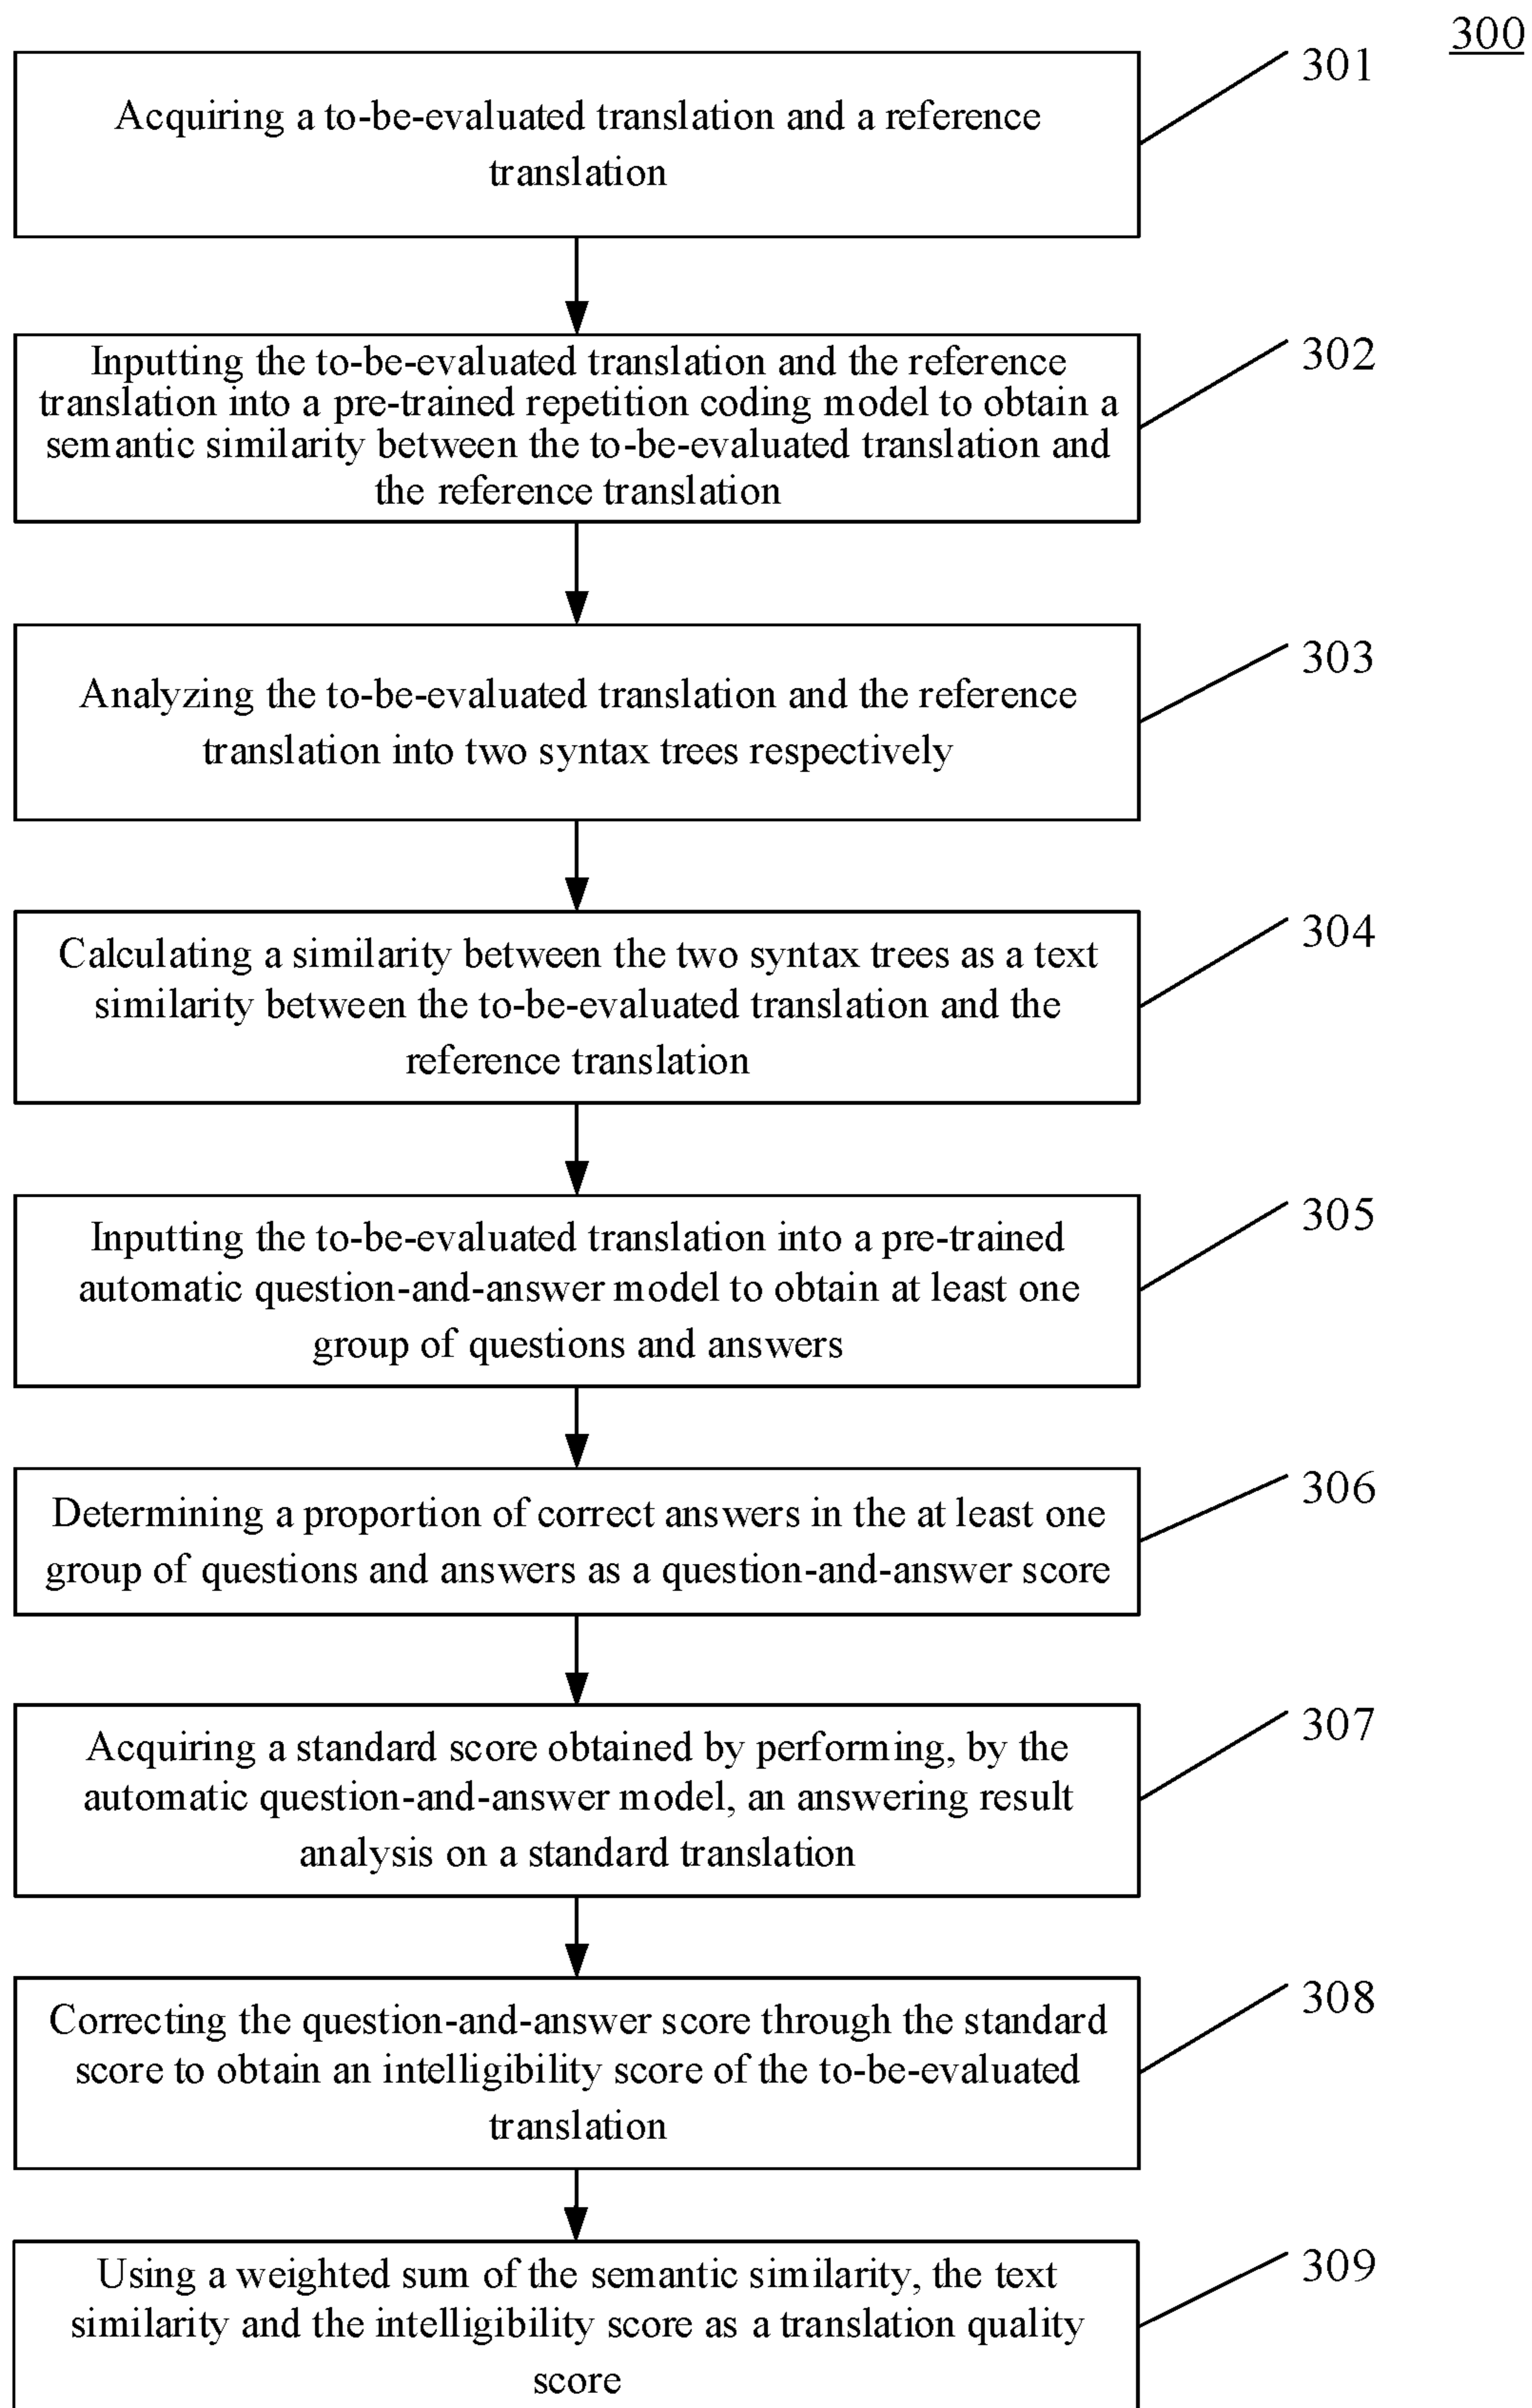 300
301
Acquiring a to-be-evaluated translation and a reference
translation
302
Inputting the to-be-evaluated translation and the reference
translation into a pre-trained repetition coding model to obtain a
semantic similarity between the to-be-evaluated translation and
the reference translation
303
Analyzing the to-be-evaluated translation and the reference
translation into two syntax trees respectively
304
Calculating a similarity between the two syntax trees as a text
similarity between the to-be-evaluated translation and the
reference translation
305
Inputting the to-be-evaluated translation into a pre-trained
automatic question-and-answer model to obtain at least one
group of questions and answers
306
Determining a proportion of correct answers in the at least one
group of questions and answers as a question-and-answer score
307
Acquiring a standard score obtained by performing, by the
automatic question-and-answer model, an answering result
analysis on a standard translation
308
Correcting the question-and-answer score through the standard
score to obtain an intelligibility score of the to-be-evaluated
translation
309
Using a weighted sum of the semantic similarity, the text
similarity and the intelligibility score as a translation quality
score